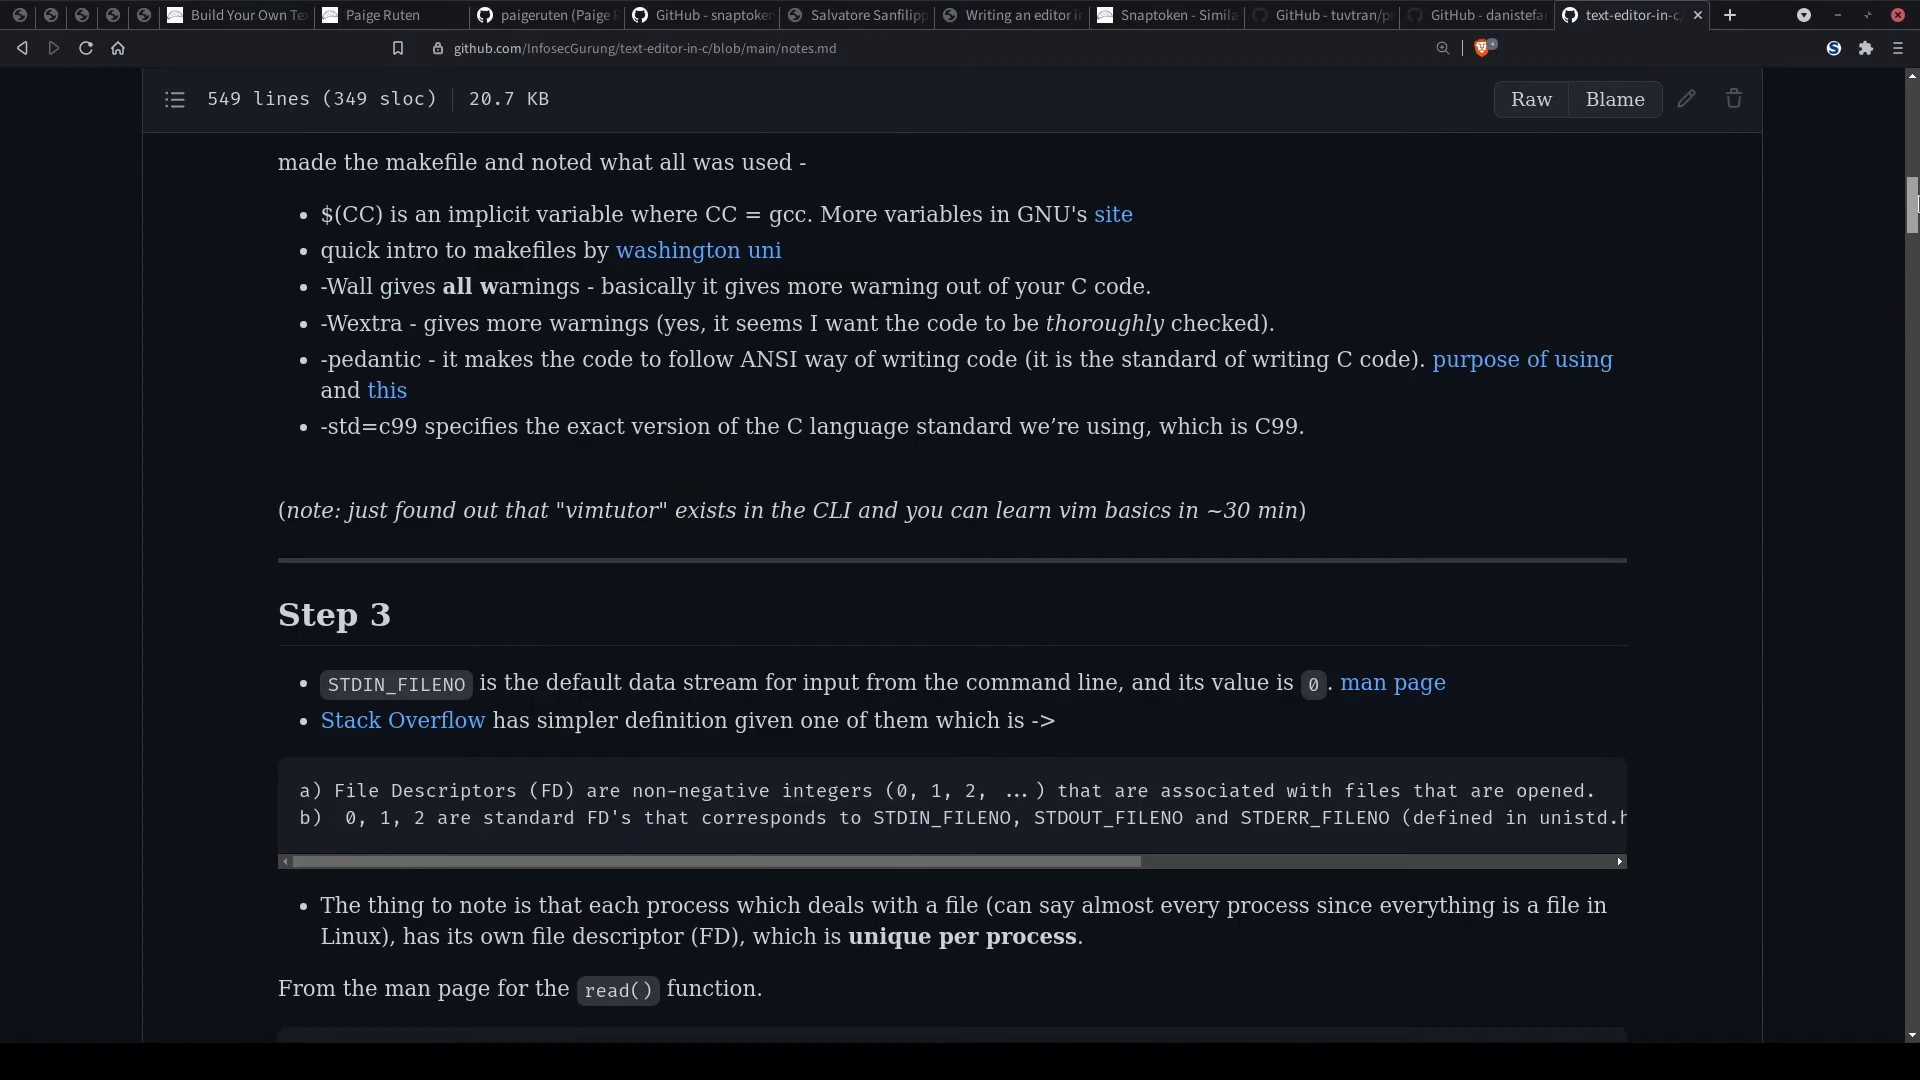 Build Your Own Te
Paige Ruten
paigeruten (Paige R
GitHub - snaptoken
Salvatore Sanfilipp
Writing an editor in
Snaptoken - Simila
GitHub - tuvtran/pr
GitHub - danistefa
text-editor-in-c
github.com/InfosecGurung/text-editor-in-c/blob/main/notes.md
549 lines (349 sloc) 20.7 KB
Raw Blame
made the makefile and noted what all was used -
• $(CC) is an implicit variable where CC = gcc. More variables in GNU's site
• quick intro to makefiles by washington uni
• -Wall gives all warnings - basically it gives more warning out of your C code.
• -Wextra - gives more warnings (yes, it seems I want the code to be thoroughly checked).
• -pedantic - it makes the code to follow ANSI way of writing code (it is the standard of writing C code). purpose of using
and this
• -std=c99 specifies the exact version of the C language standard we’re using, which is C99.
(note: just found out that "vimtutor" exists in the CLI and you can learn vim basics in ~30 min)
Step 3
• STDIN_FILENO is the default data stream for input from the command line, and its value is 0. man page
• Stack Overflow has simpler definition given one of them which is ->
a) File Descriptors (FD) are non-negative integers (0, 1, 2, ...) that are associated with files that are opened.
b) 0, 1, 2 are standard FD's that corresponds to STDIN_FILENO, STDOUT_FILENO and STDERR_FILENO (defined in unistd.h
• The thing to note is that each process which deals with a file (can say almost every process since everything is a file in
Linux), has its own file descriptor (FD), which is unique per process.
From the man page for the read() function.